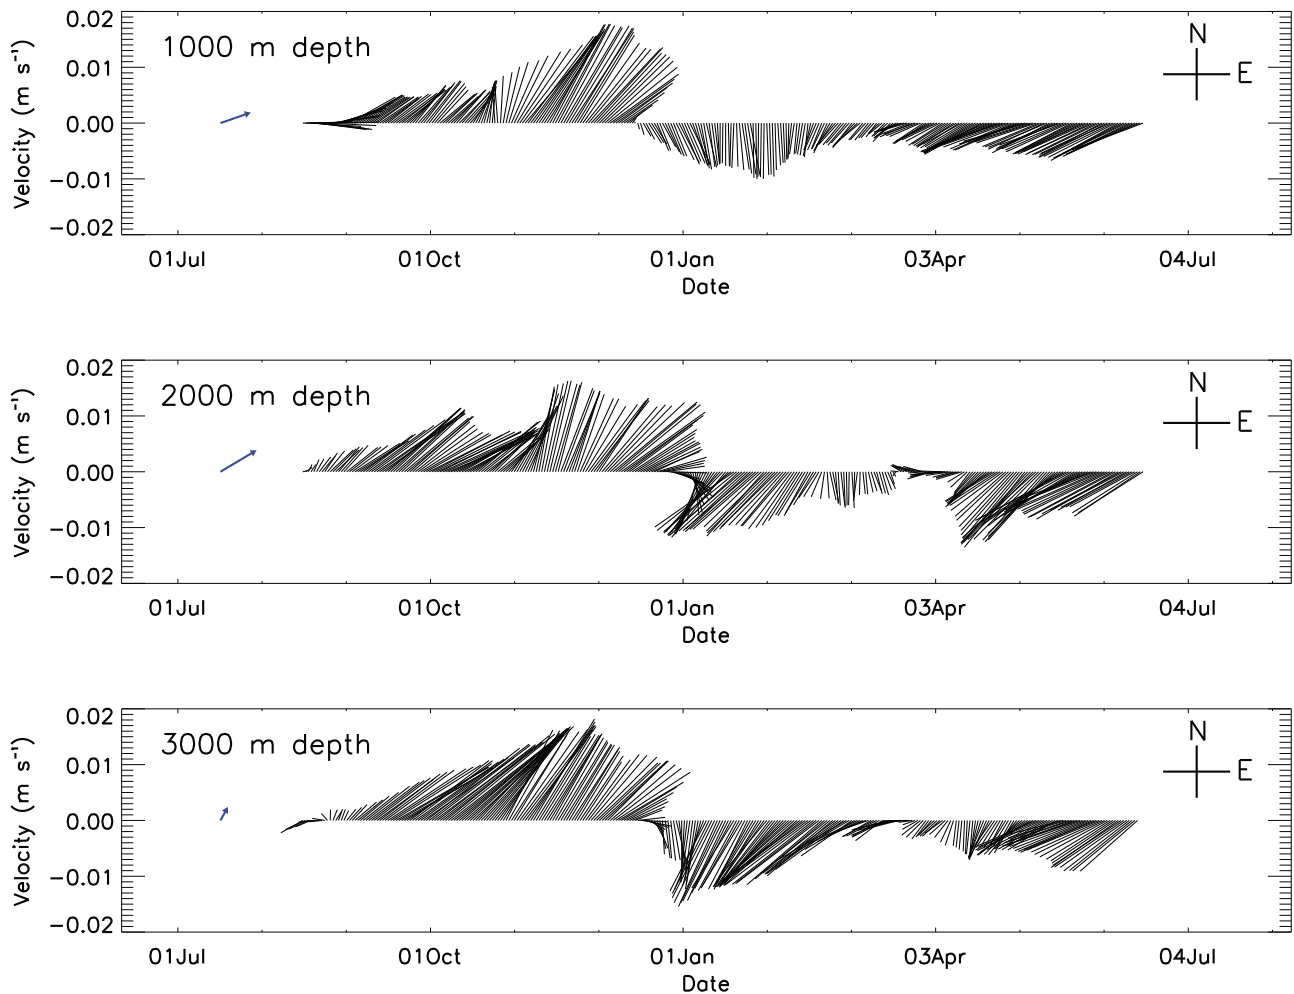 1000 m depth
N
E
0.02
0.01
0.00
−0.01
−0.02
Velocity (m s⁻¹)
01Jul 01Oct 01Jan 03Apr 04Jul
Date
2000 m depth
N
E
0.02
0.01
0.00
−0.01
−0.02
Velocity (m s⁻¹)
01Jul 01Oct 01Jan 03Apr 04Jul
Date
3000 m depth
N
E
0.02
0.01
0.00
−0.01
−0.02
Velocity (m s⁻¹)
01Jul 01Oct 01Jan 03Apr 04Jul
Date